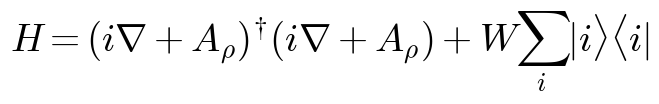 H = (i∇ + A_ρ)^†(i∇ + A_ρ) + W∑_i |i⟩⟨i|